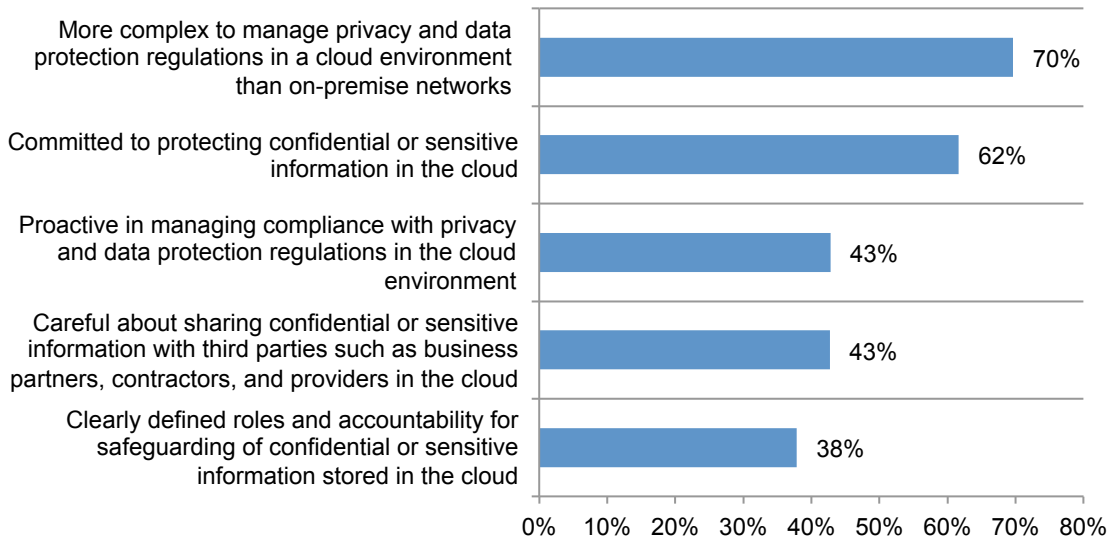 More complex to manage privacy and data
protection regulations in a cloud environment
than on-premise networks
70%
Committed to protecting confidential or sensitive
information in the cloud
62%
Proactive in managing compliance with privacy
and data protection regulations in the cloud
environment
43%
Careful about sharing confidential or sensitive
information with third parties such as business
partners, contractors, and providers in the cloud
43%
Clearly defined roles and accountability for
safeguarding of confidential or sensitive
information stored in the cloud
38%
0% 10% 20% 30% 40% 50% 60% 70% 80%